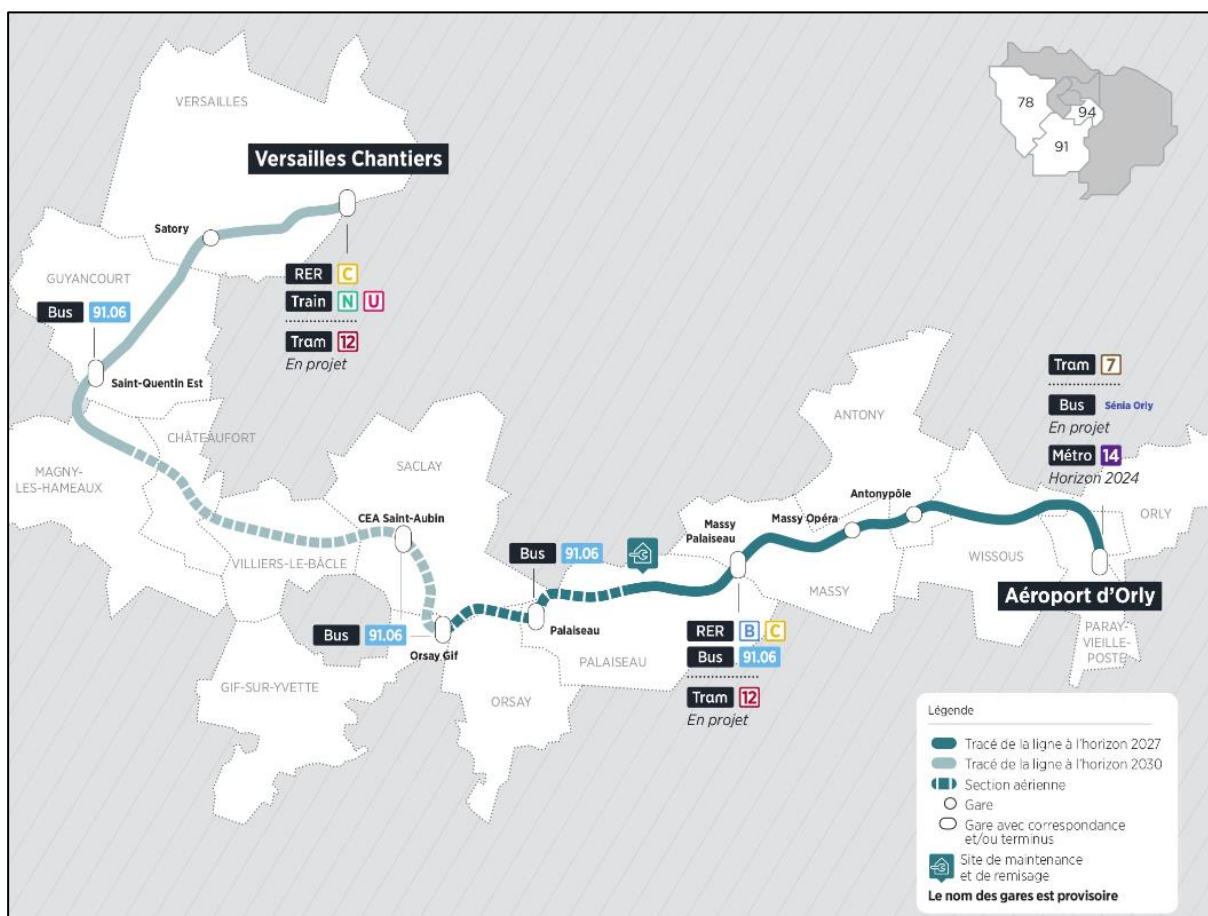 VERSAILLES
Versailles Chantiers
78
94
91
Satory
GUYANCOURT
RER C
Train N U
Tram 12
En projet
Bus 91.06
Saint-Quentin Est
Tram 7
Bus Sénia Orly
En projet
Métro 14
Horizon 2024
ANTONY
CHÂTEAUFORT
MAGNY-
LES-HAMEAUX
SACLAY
Antonypôle
ORLY
CEA Saint-Aubin
Massy
Palaiseau
Massy Opéra
WISSOUS
VILLIERS-LE-BÂCLE
Bus 91.06
MASSY
Aéroport d'Orly
Bus 91.06
Orsay Gif
Palaiseau
PALAISEAU
RER B C
Bus 91.06
Tram 12
En projet
PARAY-
VIEILLE-
POSTE
GIF-SUR-YVETTE
ORSAY
Légende
Tracé de la ligne à l'horizon 2027
Tracé de la ligne à l'horizon 2030
Section aérienne
Gare
Gare avec correspondance
et/ou terminus
Site de maintenance
et de remisage
Le nom des gares est provisoire